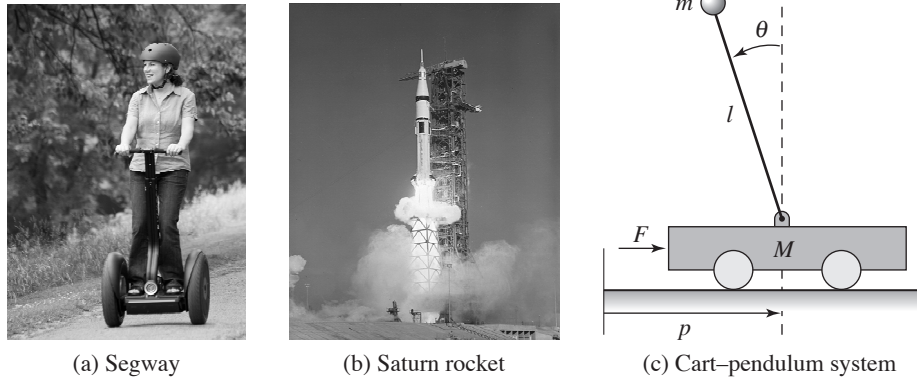 m
θ
l
F
M
p
(a) Segway
(b) Saturn rocket
(c) Cart–pendulum system